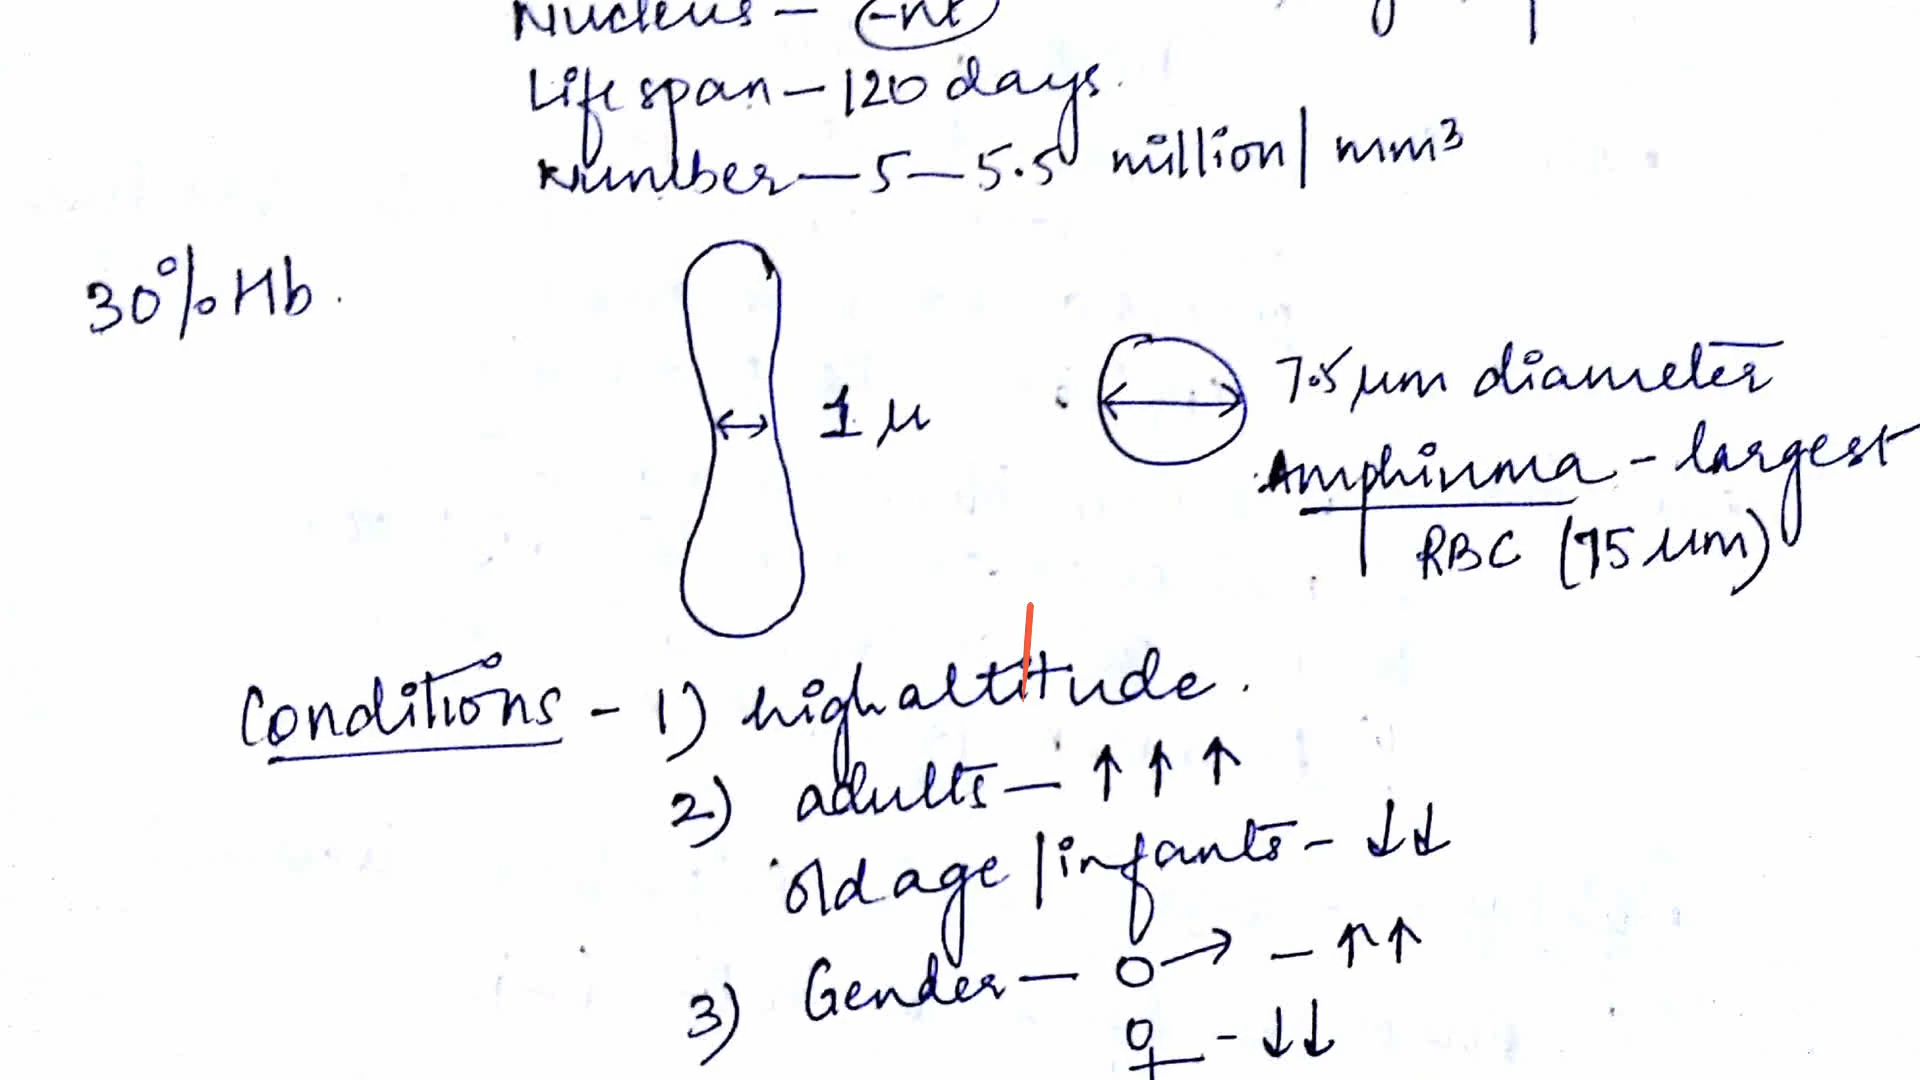 Nucleus –
Life span – 120 days.
Number – 5 – 5.5 million / mm³
30% Hb.
1 µ
7.5 µm diameter
Amphiuma – largest
RBC (75 µm)
Conditions – 1) high altitude.
2) adults – ↑ ↑ ↑
old age / infants – ↓↓
3) Gender – ♂ – ↑↑
♀ – ↓↓